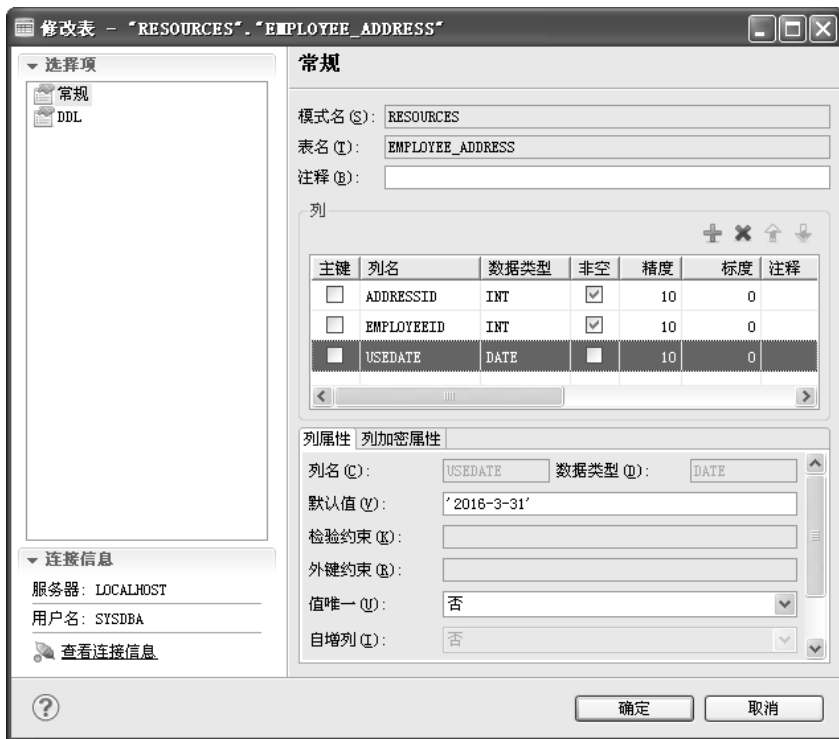 修改表 - "RESOURCES"."EMPLOYEE_ADDRESS"
选择项
常规
DDL
连接信息
服务器: LOCALHOST
用户名: SYSDBA
查看连接信息
常规
模式名(S): RESOURCES
表名(T): EMPLOYEE_ADDRESS
注释(B):
列
主键 列名 数据类型 非空 精度 标度 注释
ADDRESSID INT 10 0
EMPLOYEEID INT 10 0
USEDATE DATE 10 0
列属性 列加密属性
列名(C): USEDATE 数据类型(D): DATE
默认值(V): '2016-3-31'
检验约束(K):
外键约束(R):
值唯一(U): 否
自增列(I): 否
确定 取消